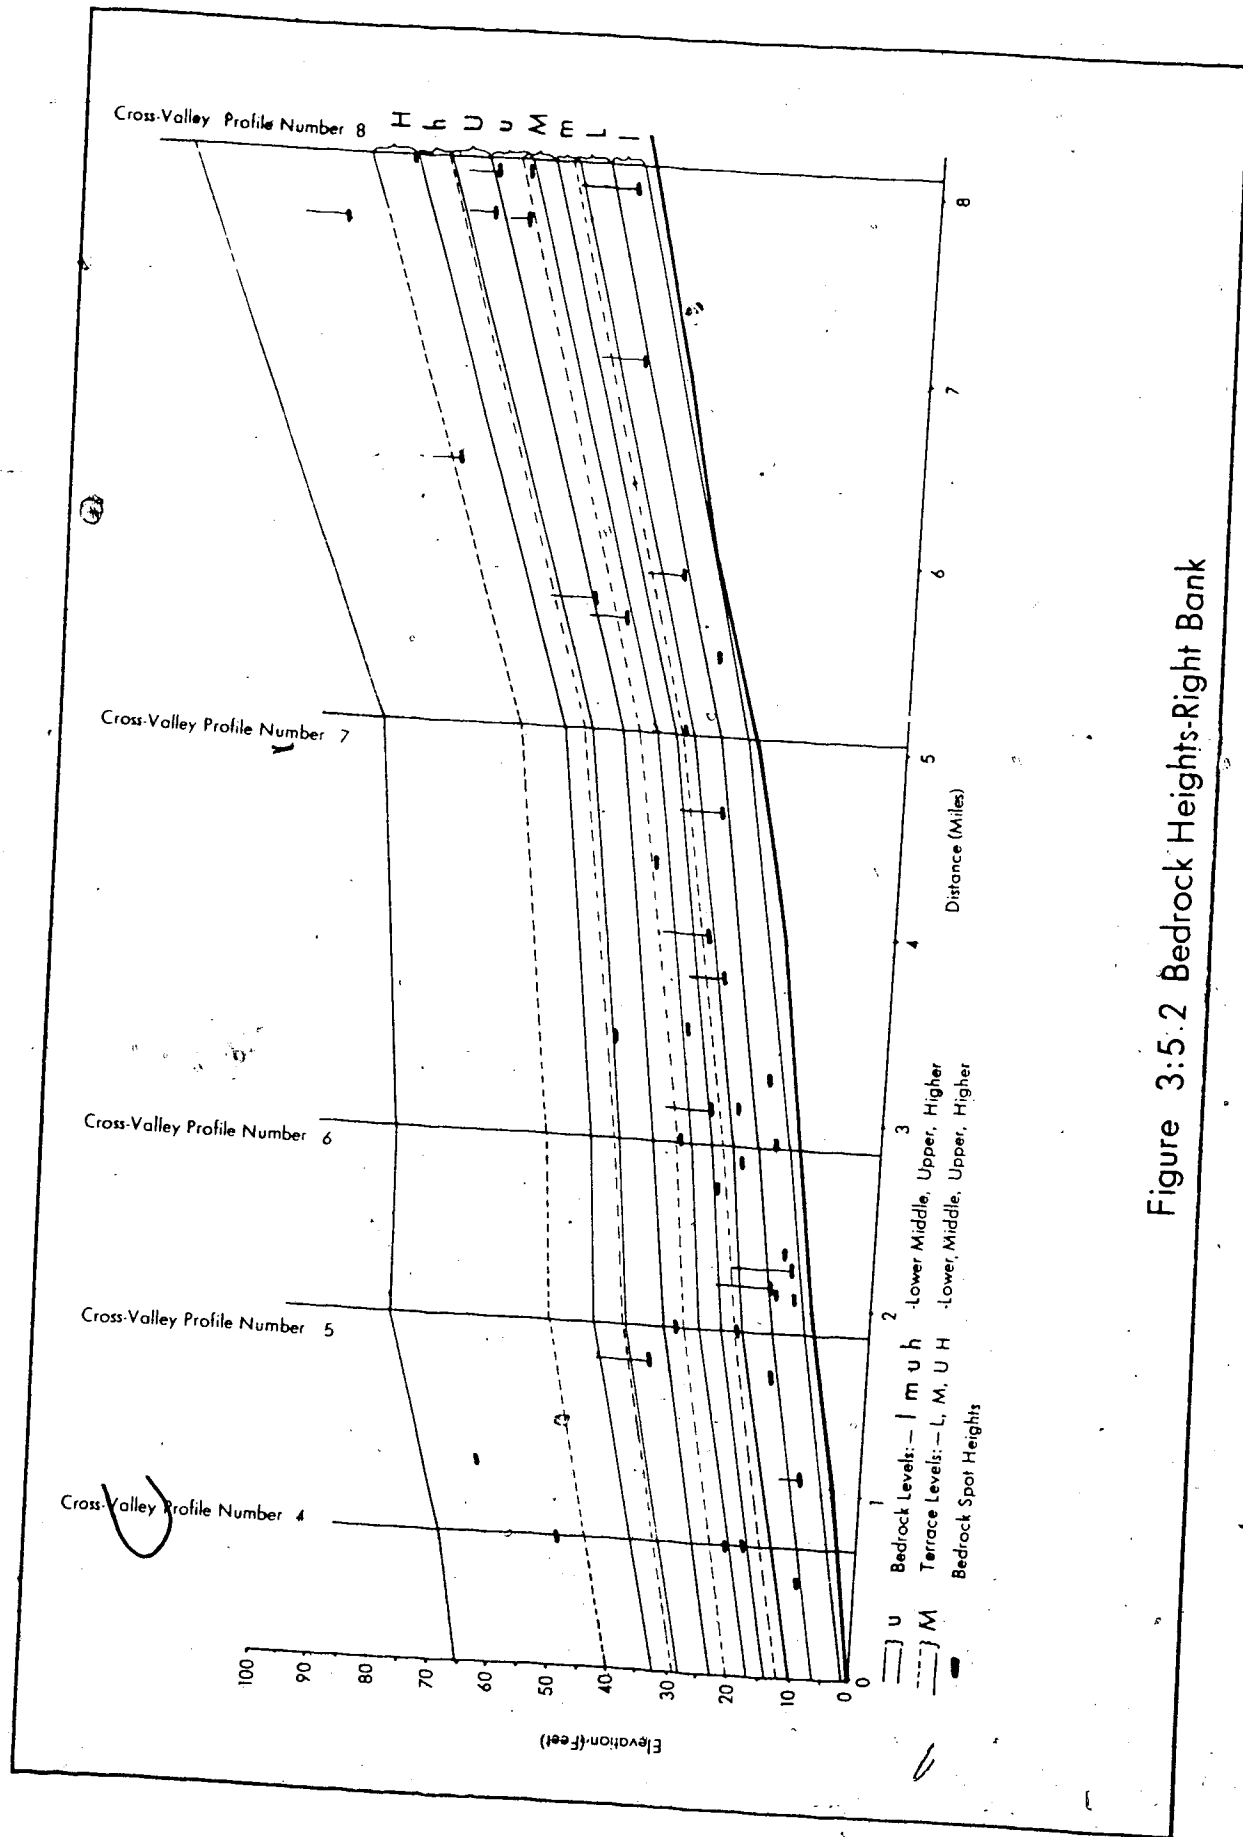 Cross-Valley Profile Number 8
H
h
U
u
M
m
L
l
Cross-Valley Profile Number 7
Cross-Valley Profile Number 6
Cross-Valley Profile Number 5
Cross-Valley Profile Number 4
100
90
80
70
60
50
40
30
20
10
0
Elevation (Feet)
0 1 2 3 4 5 6 7 8
Distance (Miles)
u Bedrock Levels:– l m u h -Lower Middle, Upper, Higher
M Terrace Levels:– L, M, U H -Lower, Middle, Upper, Higher
Bedrock Spot Heights
Figure 3:5:2 Bedrock Heights-Right Bank